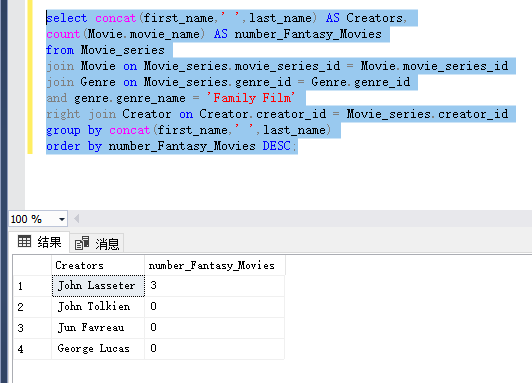 select concat(first_name,' ',last_name) AS Creators,
count(Movie.movie_name) AS number_Fantasy_Movies
from Movie_series
join Movie on Movie_series.movie_series_id = Movie.movie_series_id
join Genre on Movie_series.genre_id = Genre.genre_id
and genre.genre_name = 'Family Film'
right join Creator on Creator.creator_id = Movie_series.creator_id
group by concat(first_name,' ',last_name)
order by number_Fantasy_Movies DESC;
100 %
结果 消息
Creators number_Fantasy_Movies
1 John Lasseter 3
2 John Tolkien 0
3 Jun Favreau 0
4 George Lucas 0